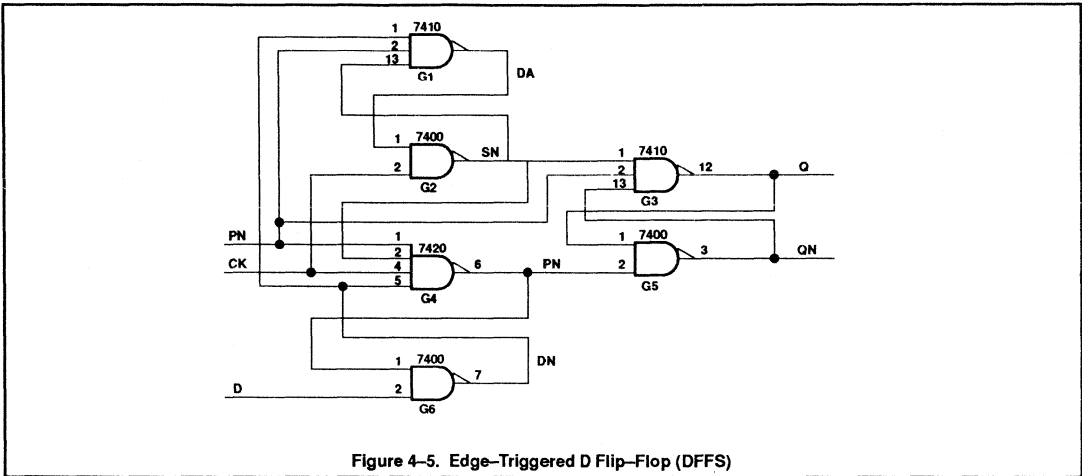 1 7410
2
13
G1
DA
1 7400
SN
2
G2
1 7410
2 12 Q
13
G3
PN
1 7420
CK 2
4 6 PN
5
G4
1 7400
3 QN
2
G5
DN
1 7400
7
D 2
G6
Figure 4–5. Edge–Triggered D Flip–Flop (DFFS)